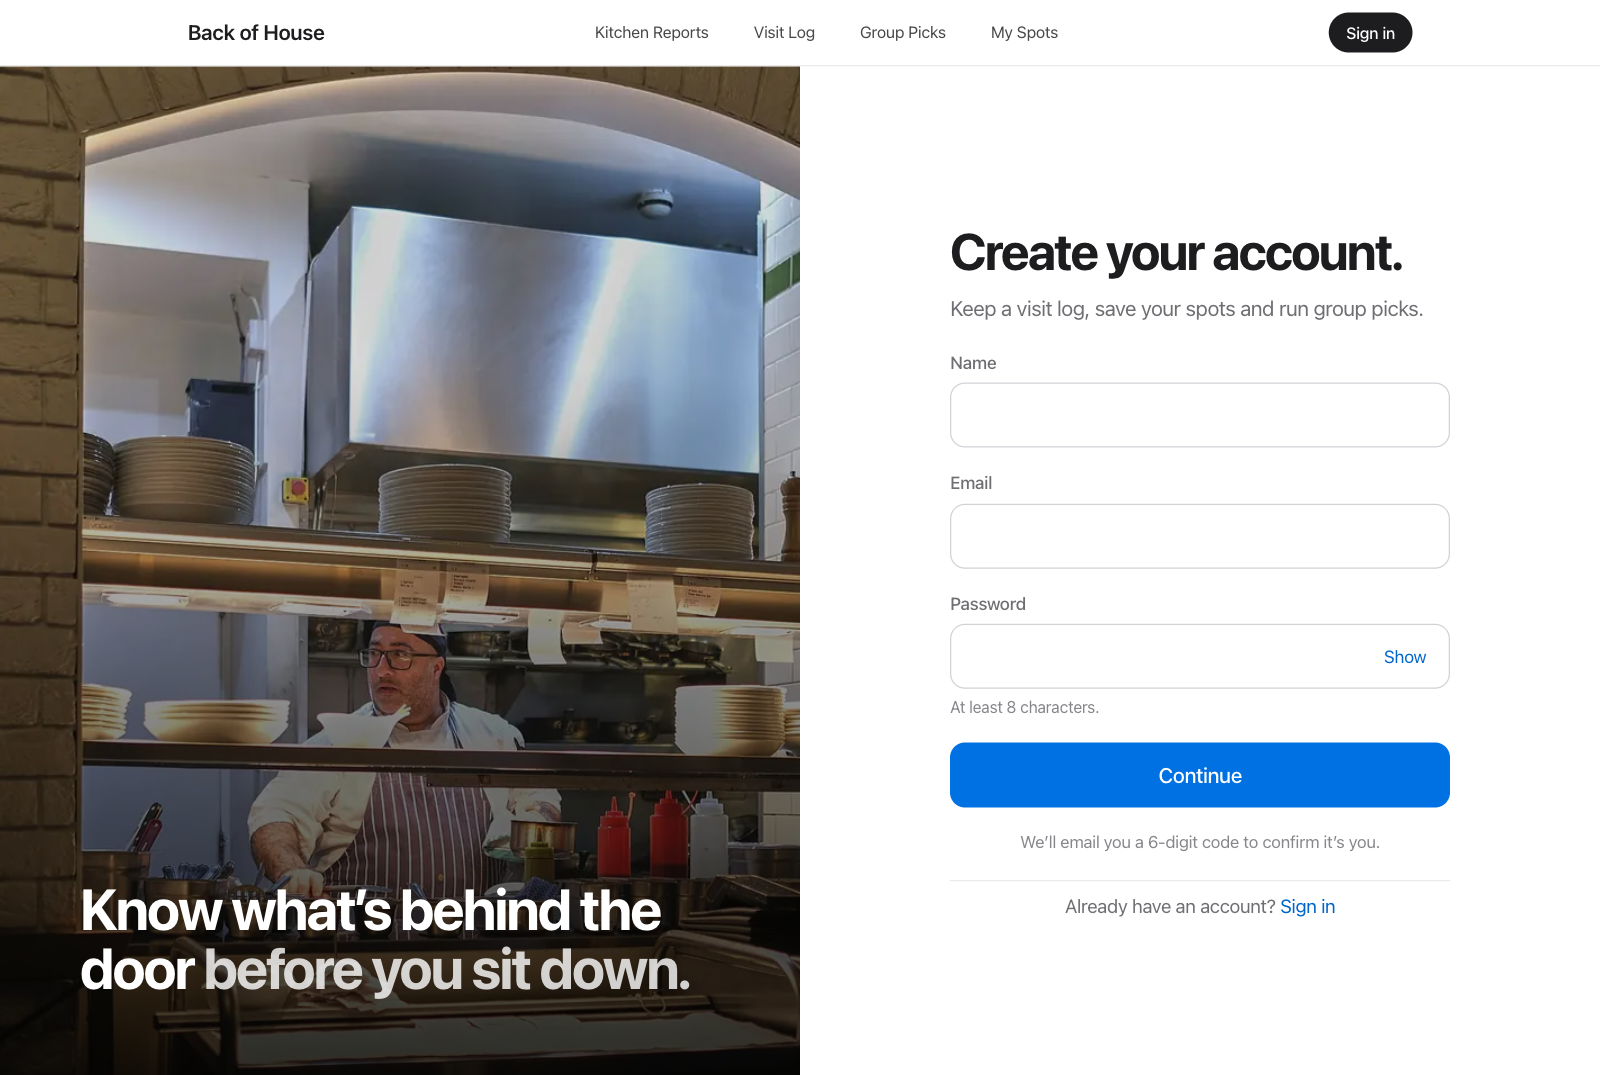 Back of House
Kitchen Reports
Visit Log
Group Picks
My Spots
Sign in
Know what's behind the
door before you sit down.
Create your account.
Keep a visit log, save your spots and run group picks.
Name
Email
Password
Show
At least 8 characters.
Continue
We'll email you a 6-digit code to confirm it's you.
Already have an account? Sign in